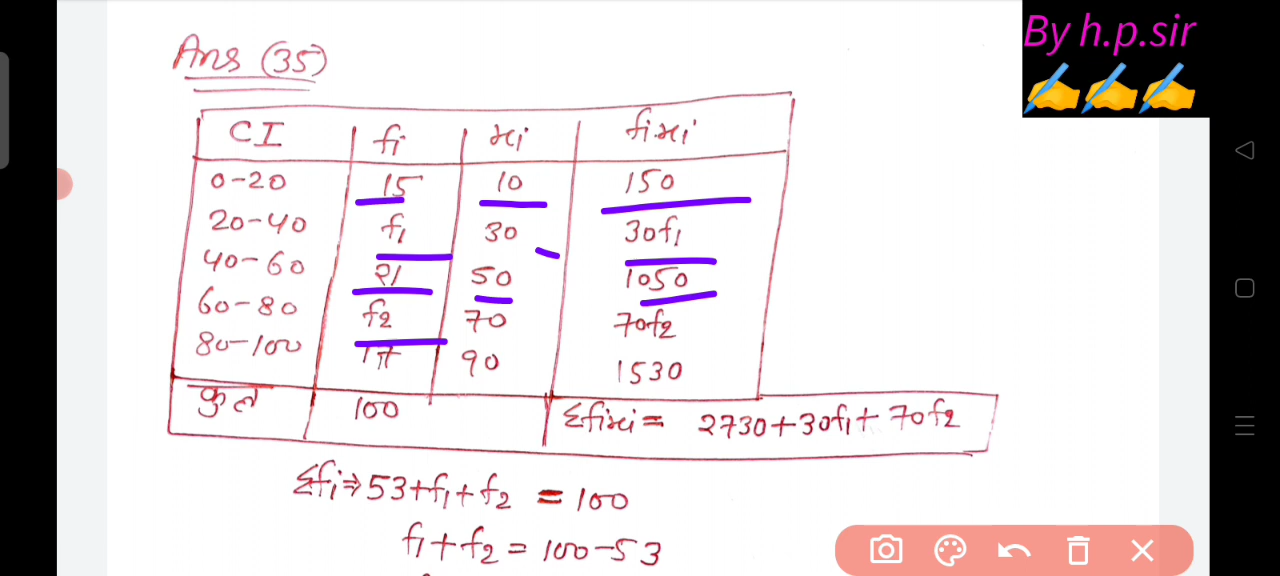 By h.p.sir
Ans (35)
CI fi xi fixi
0-20 15 10 150
20-40 f1 30 30f1
40-60 21 50 1050
60-80 f2 70 70f2
80-100 17 90 1530
कुल 100 Σfixi = 2730+30f1+70f2
Σfi⇒53+f1+f2 = 100
f1+f2 = 100-53